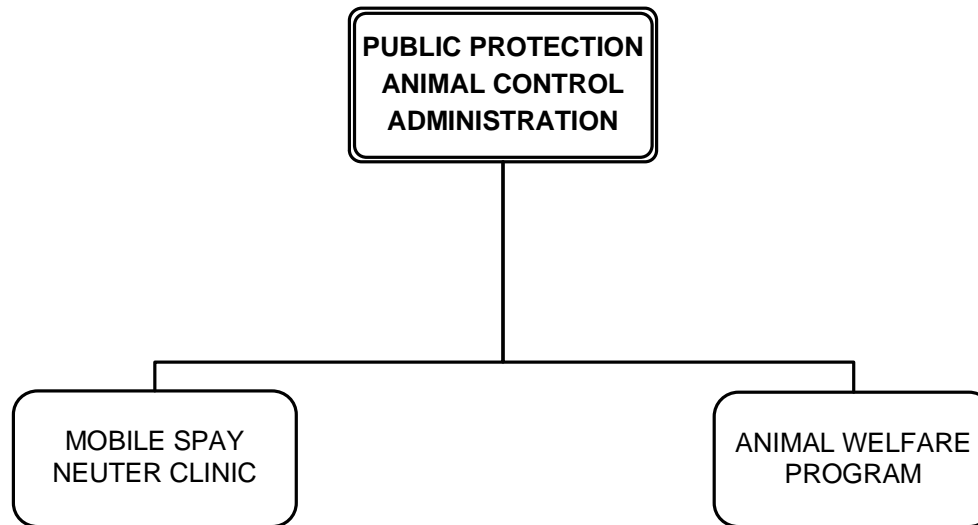 PUBLIC PROTECTION
ANIMAL CONTROL
ADMINISTRATION
MOBILE SPAY
NEUTER CLINIC
ANIMAL WELFARE
PROGRAM